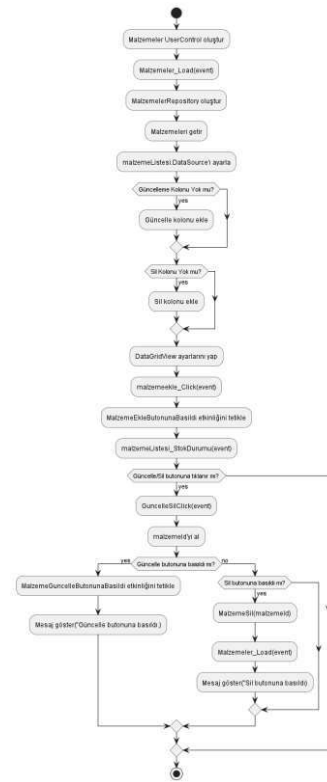 Malzemeler UserControl oluştur
Malzemeler_Load(event)
MalzemelerRepository oluştur
Malzemeleri getir
malzemeListesi.DataSource'i ayarla
Güncelleme Kolonu Yok mu?
yes
Güncelle kolonu ekle
Sil Kolonu Yok mu?
yes
Sil kolonu ekle
DataGridView ayarlarını yap
malzemeekle_Click(event)
MalzemeEkleButonunaBasildi etkinliğini tetikle
malzemeListesi_StokDurumu(event)
Güncelle/Sil butonuna tıklanır mı?
yes
GuncelleSilClick(event)
malzemeId'yi al
yes
Güncelle butonuna basıldı mı?
no
MalzemeGuncelleButonunaBasildi etkinliğini tetikle
Mesaj göster("Güncelle butonuna basıldı.)
Sil butonuna basıldı mı?
yes
MalzemeSil(malzemeId)
Malzemeler_Load(event)
Mesaj göster("Sil butonuna basıldı)